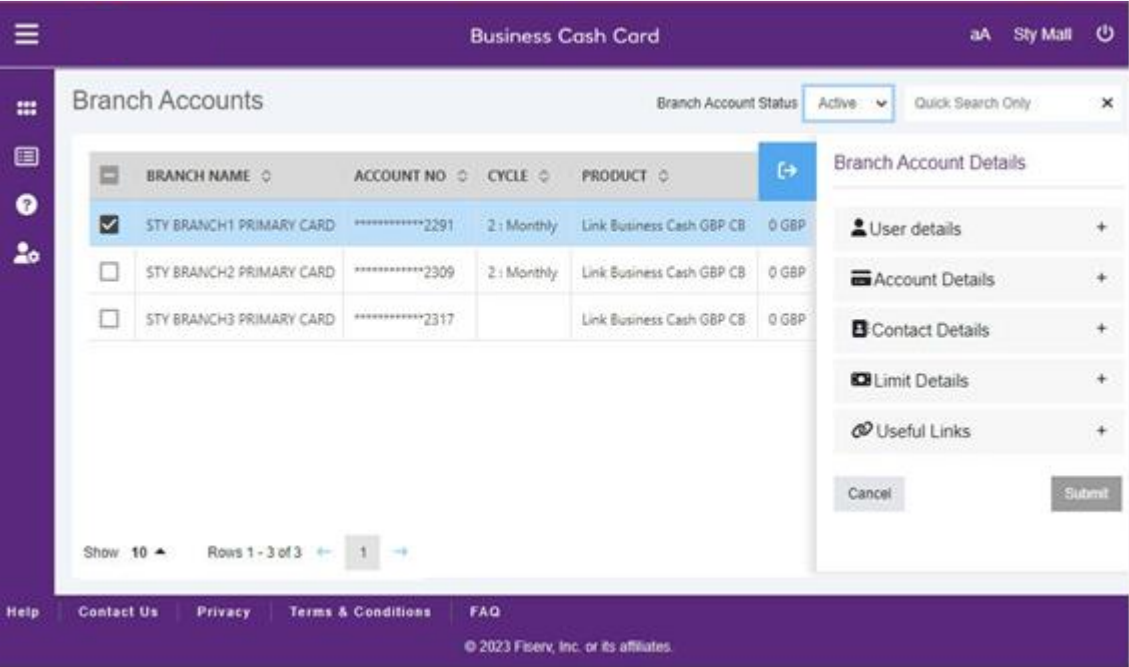 Business Cash Card
aA Sty Mall
Branch Accounts
Branch Account Status Active Quick Search Only ×
BRANCH NAME ACCOUNT NO CYCLE PRODUCT
STY BRANCH1 PRIMARY CARD ************2291 2 : Monthly Link Business Cash GBP CB 0 GBP
STY BRANCH2 PRIMARY CARD ************2309 2 : Monthly Link Business Cash GBP CB 0 GBP
STY BRANCH3 PRIMARY CARD ************2317 Link Business Cash GBP CB 0 GBP
Branch Account Details
User details +
Account Details +
Contact Details +
Limit Details +
Useful Links +
Cancel Submit
Show 10 Rows 1 - 3 of 3 1
Help Contact Us Privacy Terms & Conditions FAQ
© 2023 Fiserv, Inc. or its affiliates.